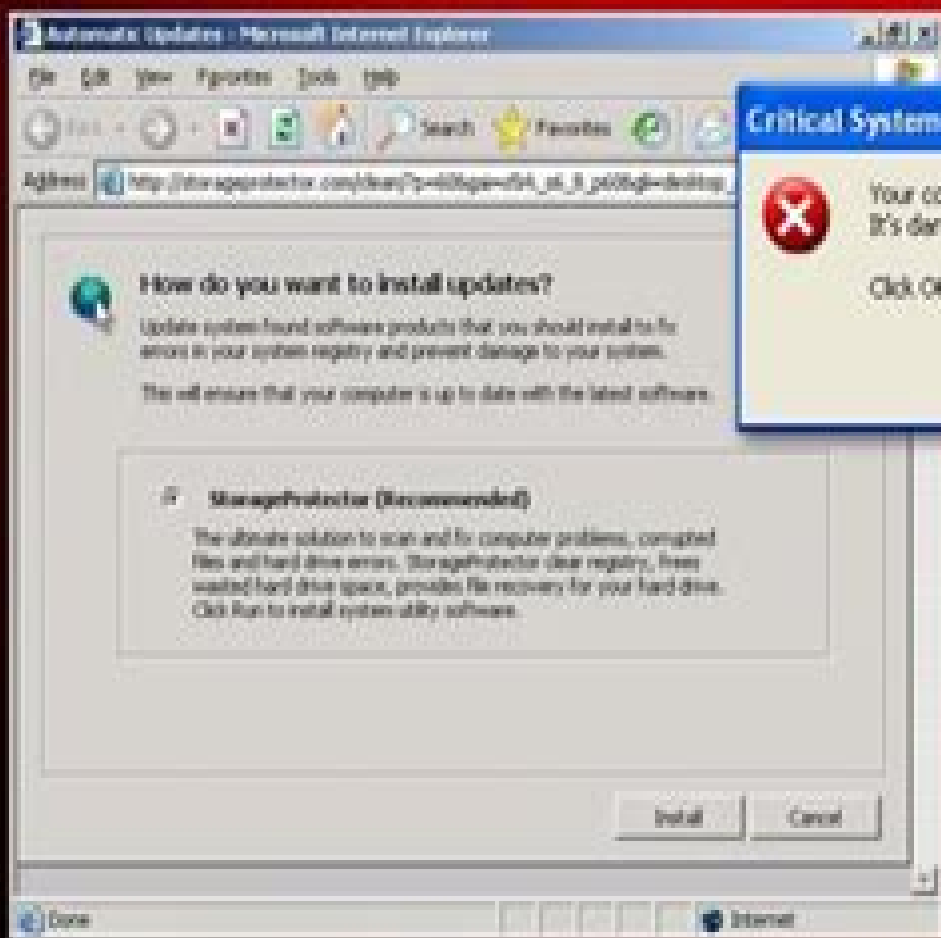 Automatic Updates - Microsoft Internet Explorer
File Edit View Favorites Tools Help
Search Favorites
Address http://storageprotector.com/clean/?p=
How do you want to install updates?
Update system found software products that you should install to fix
errors in your system registry and prevent damage to your system.
This will ensure that your computer is up to date with the latest software.
StorageProtector (Recommended)
The ultimate solution to scan and fix computer problems, corrupted
files and hard drive errors. StorageProtector clear registry, frees
wasted hard drive space, provides file recovery for your hard drive.
Click Run to install system utility software.
Install Cancel
Done Internet
Critical System
Your
It's
Click